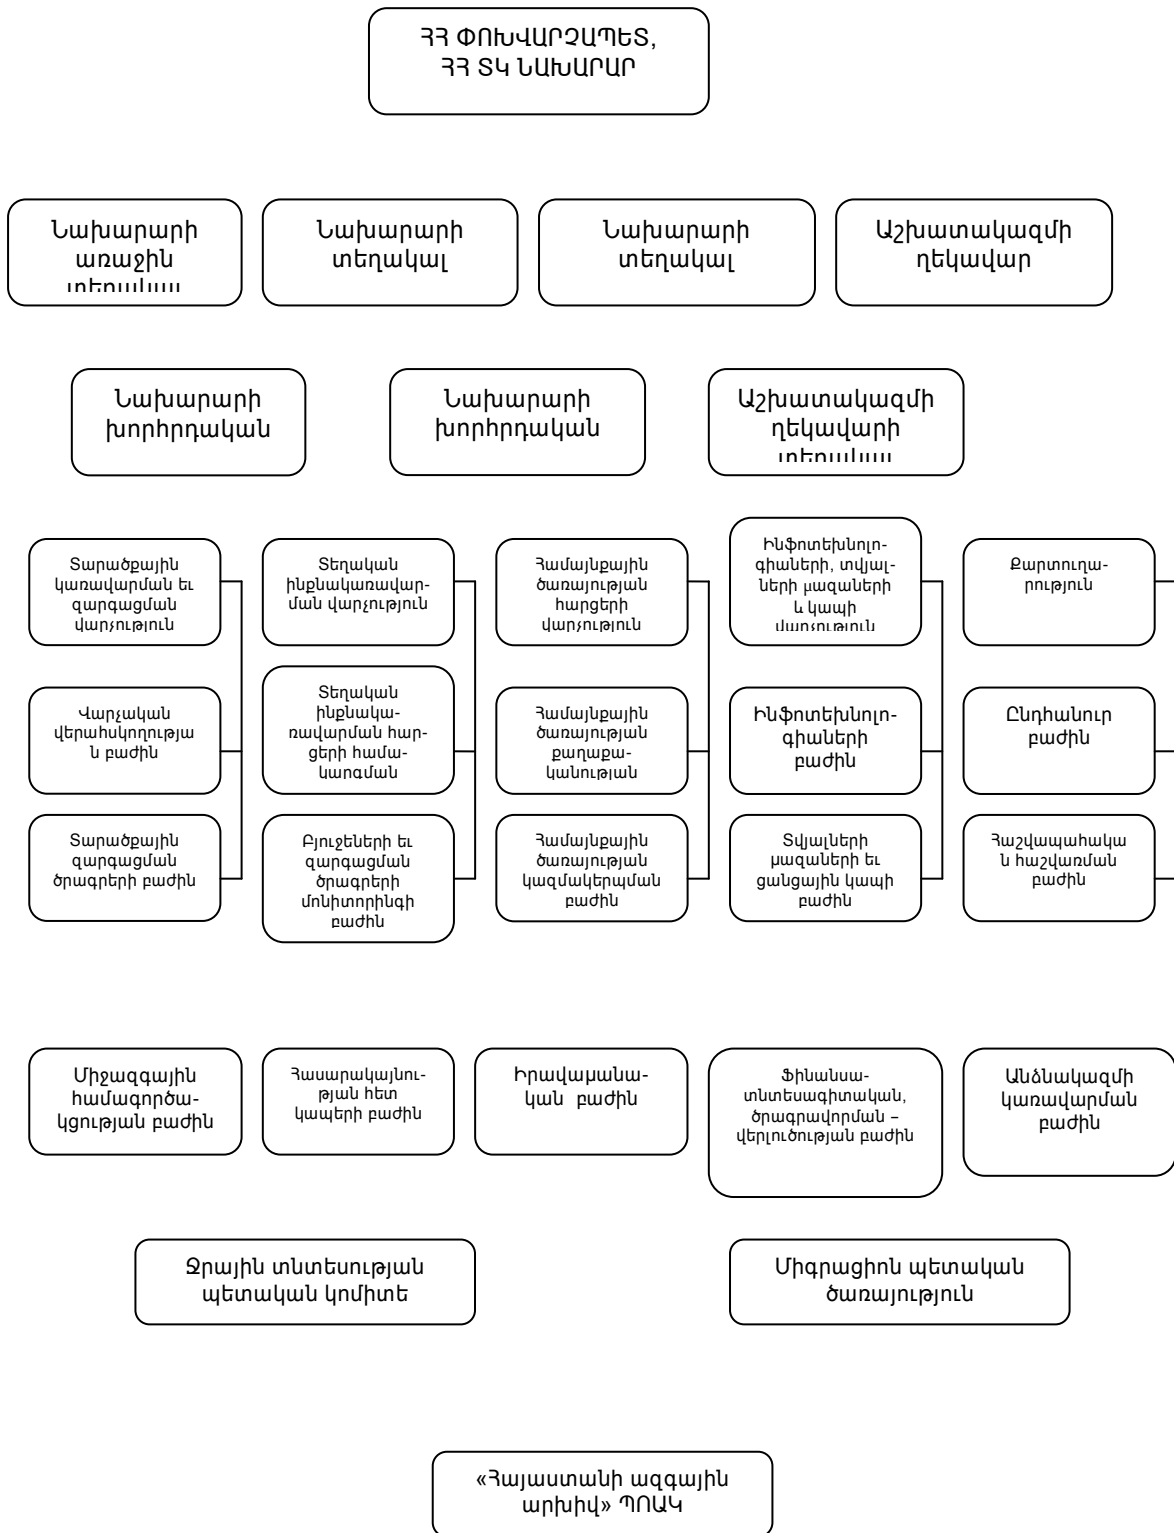 ՀՀ ՓՈԽՎԱՐՉԱՊԵՏ,
ՀՀ ՏԿ ՆԱԽԱՐԱՐ
Նախարարի
առաջին
տեղակալ
Նախարարի
տեղակալ
Նախարարի
տեղակալ
Աշխատակազմի
ղեկավար
Նախարարի
խորհրդական
Նախարարի
խորհրդական
Աշխատակազմի
ղեկավարի
տեղակալ
Տարածքային
կառավարման եւ
զարգացման
վարչություն
Տեղական
ինքնակառավար-
ման վարչություն
Համայնքային
ծառայության
հարցերի
վարչություն
Ինֆոտեխնոլո-
գիաների, տվյալ-
ների բազաների
և կապի
վարչություն
Քարտուղա-
րություն
Վարչական
վերահսկողությա
ն բաժին
Տեղական
ինքնակա-
ռավարման հար-
ցերի համա-
կարգման
Համայնքային
ծառայության
քաղաքա-
կանության
Ինֆոտեխնոլո-
գիաների
բաժին
Ընդհանուր
բաժին
Տարածքային
զարգացման
ծրագրերի բաժին
Բյուջեների եւ
զարգացման
ծրագրերի
մոնիտորինգի
բաժին
Համայնքային
ծառայության
կազմակերպման
բաժին
Տվյալների
բազաների եւ
ցանցային կապի
բաժին
Հաշվապահակա
ն հաշվառման
բաժին
Միջազգային
համագործա-
կցության բաժին
Հասարակայնու-
թյան հետ
կապերի բաժին
Իրավաբանա-
կան բաժին
Ֆինանսա-
տնտեսագիտական,
ծրագրավորման –
վերլուծության բաժին
Անձնակազմի
կառավարման
բաժին
Ջրային տնտեսության
պետական կոմիտե
Միգրացիոն պետական
ծառայություն
«Հայաստանի ազգային
արխիվ» ՊՈԱԿ